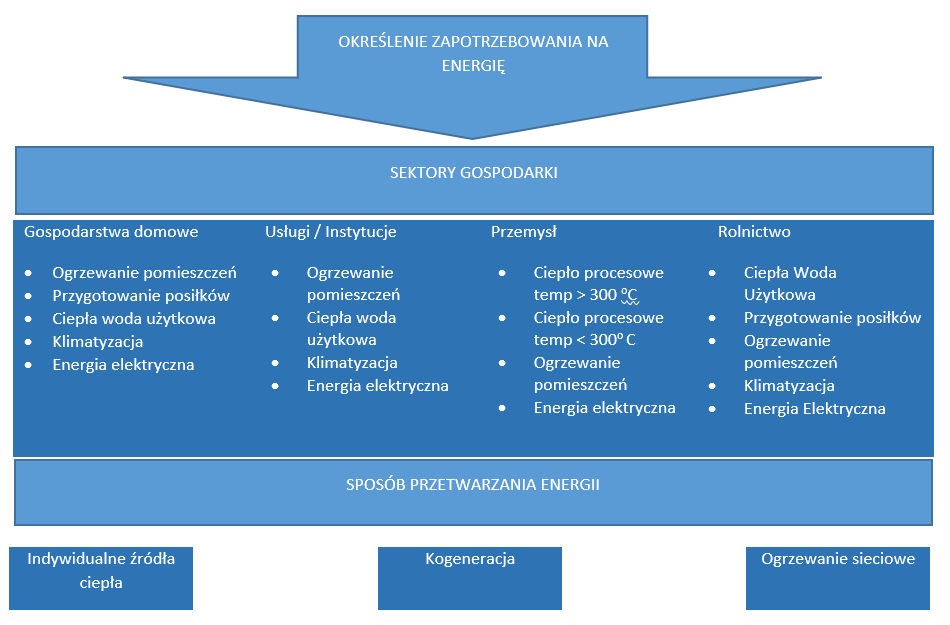 OKREŚLENIE ZAPOTRZEBOWANIA NA
ENERGIĘ
SEKTORY GOSPODARKI
Gospodarstwa domowe
• Ogrzewanie pomieszczeń
• Przygotowanie posiłków
• Ciepła woda użytkowa
• Klimatyzacja
• Energia elektryczna
Usługi / Instytucje
• Ogrzewanie
pomieszczeń
• Ciepła woda
użytkowa
• Klimatyzacja
• Energia elektryczna
Przemysł
• Ciepło procesowe
temp > 300 ⁰C
• Ciepło procesowe
temp < 300⁰ C
• Ogrzewanie
pomieszczeń
• Energia elektryczna
Rolnictwo
• Ciepła Woda
Użytkowa
• Przygotowanie posiłków
• Ogrzewanie
pomieszczeń
• Klimatyzacja
• Energia Elektryczna
SPOSÓB PRZETWARZANIA ENERGII
Indywidualne źródła
ciepła
Kogeneracja
Ogrzewanie sieciowe